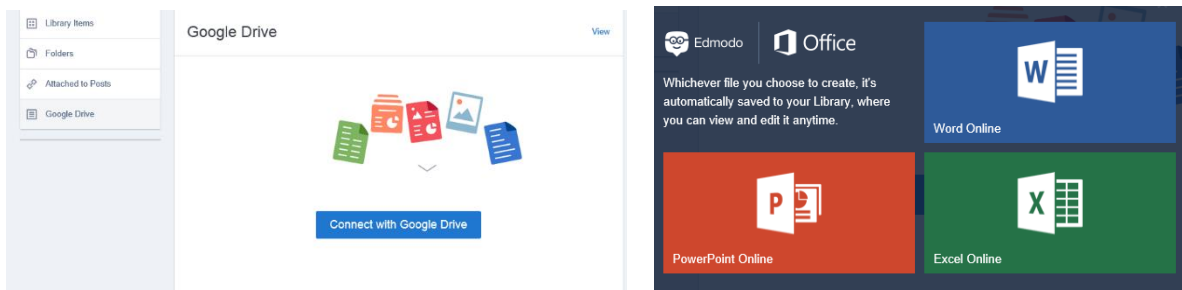 Library Items
Folders
Attached to Posts
Google Drive
Google Drive
View
Connect with Google Drive
Edmodo
Office
Whichever file you choose to create, it's
automatically saved to your Library, where
you can view and edit it anytime.
W
Word Online
P
PowerPoint Online
X
Excel Online